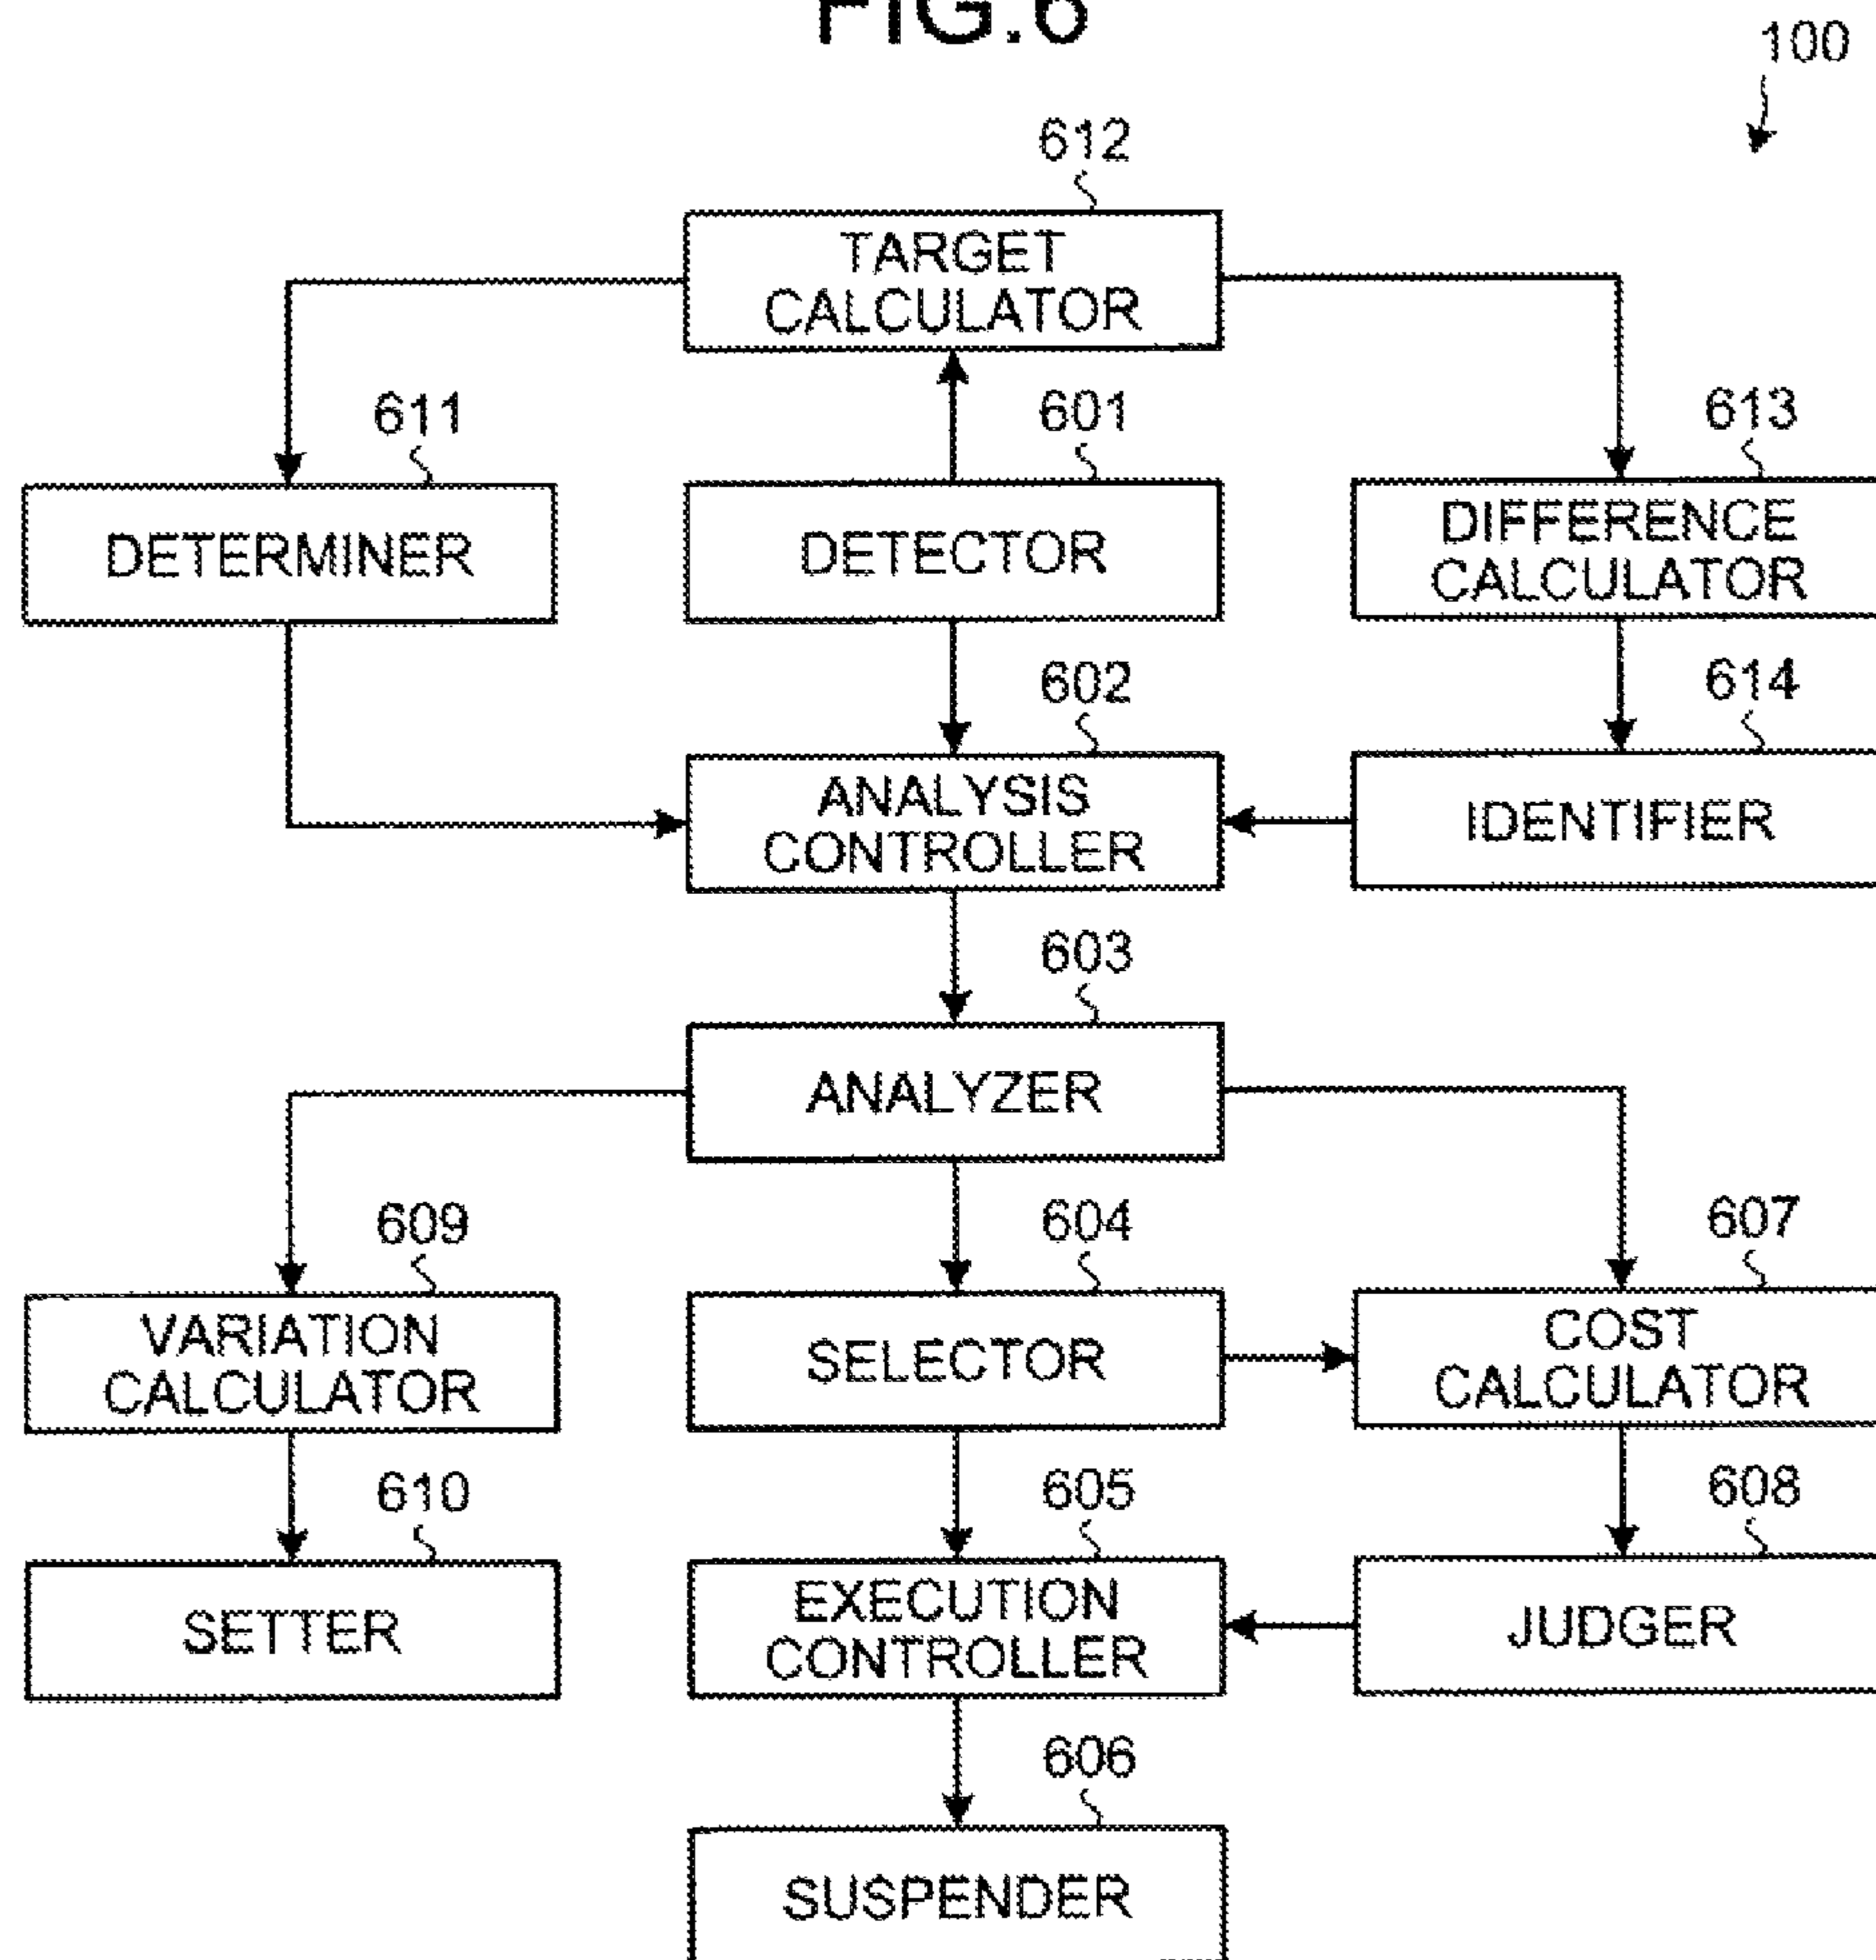 FIG.6
100
612
TARGET
CALCULATOR
611
601
613
DETERMINER
DETECTOR
DIFFERENCE
CALCULATOR
602
614
ANALYSIS
CONTROLLER
IDENTIFIER
603
ANALYZER
609
604
607
VARIATION
CALCULATOR
SELECTOR
COST
CALCULATOR
610
605
608
SETTER
EXECUTION
CONTROLLER
JUDGER
606
SUSPENDER